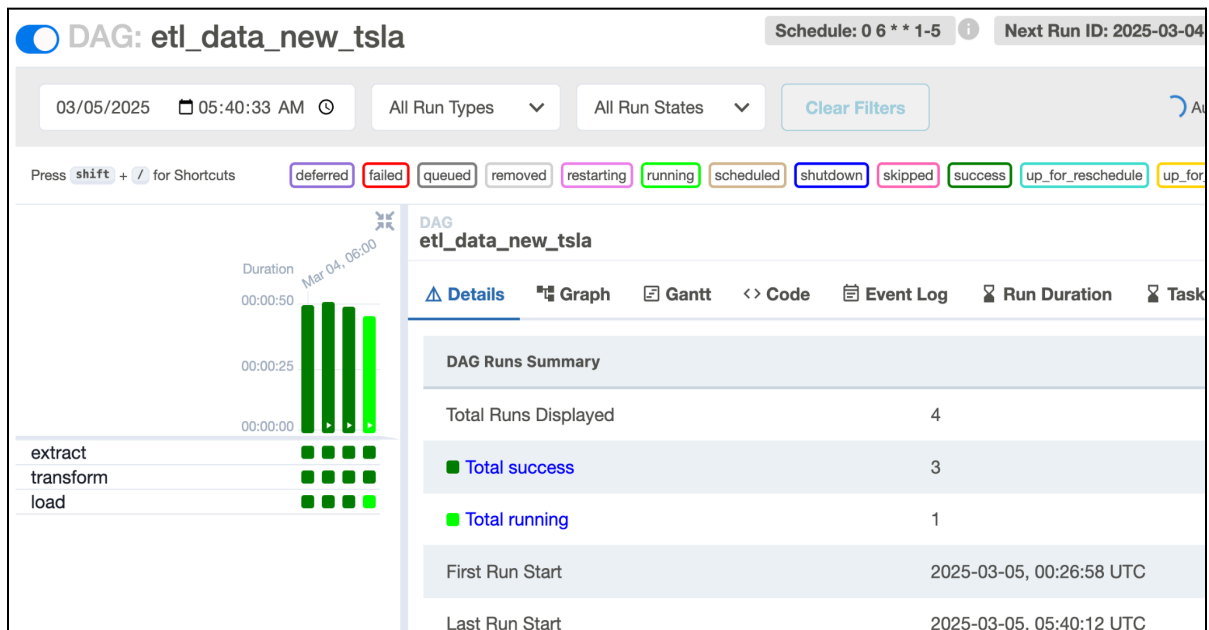 DAG: etl_data_new_tsla
Schedule: 0 6 * * 1-5
Next Run ID: 2025-03-04
03/05/2025 05:40:33 AM
All Run Types
All Run States
Clear Filters
Au
Press shift + / for Shortcuts
deferred failed queued removed restarting running scheduled shutdown skipped success up_for_reschedule up_for_
Duration
Mar 04, 06:00
00:00:50
00:00:25
00:00:00
extract
transform
load
DAG
etl_data_new_tsla
Details Graph Gantt <> Code Event Log Run Duration Task
DAG Runs Summary
Total Runs Displayed 4
Total success 3
Total running 1
First Run Start 2025-03-05, 00:26:58 UTC
Last Run Start 2025-03-05, 05:40:12 UTC